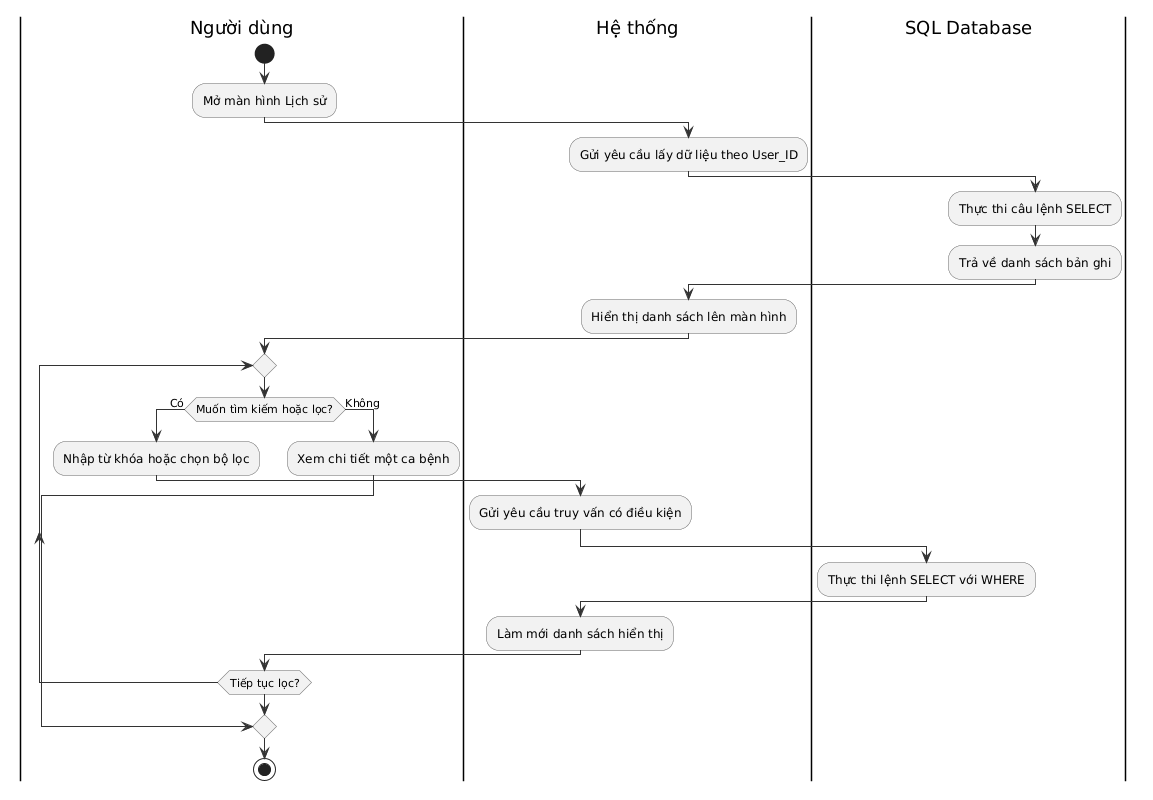 Người dùng
Hệ thống
SQL Database
Mở màn hình Lịch sử
Gửi yêu cầu lấy dữ liệu theo User_ID
Thực thi câu lệnh SELECT
Trả về danh sách bản ghi
Hiển thị danh sách lên màn hình
Có
Muốn tìm kiếm hoặc lọc?
Không
Nhập từ khóa hoặc chọn bộ lọc
Xem chi tiết một ca bệnh
Gửi yêu cầu truy vấn có điều kiện
Thực thi lệnh SELECT với WHERE
Làm mới danh sách hiển thị
Tiếp tục lọc?